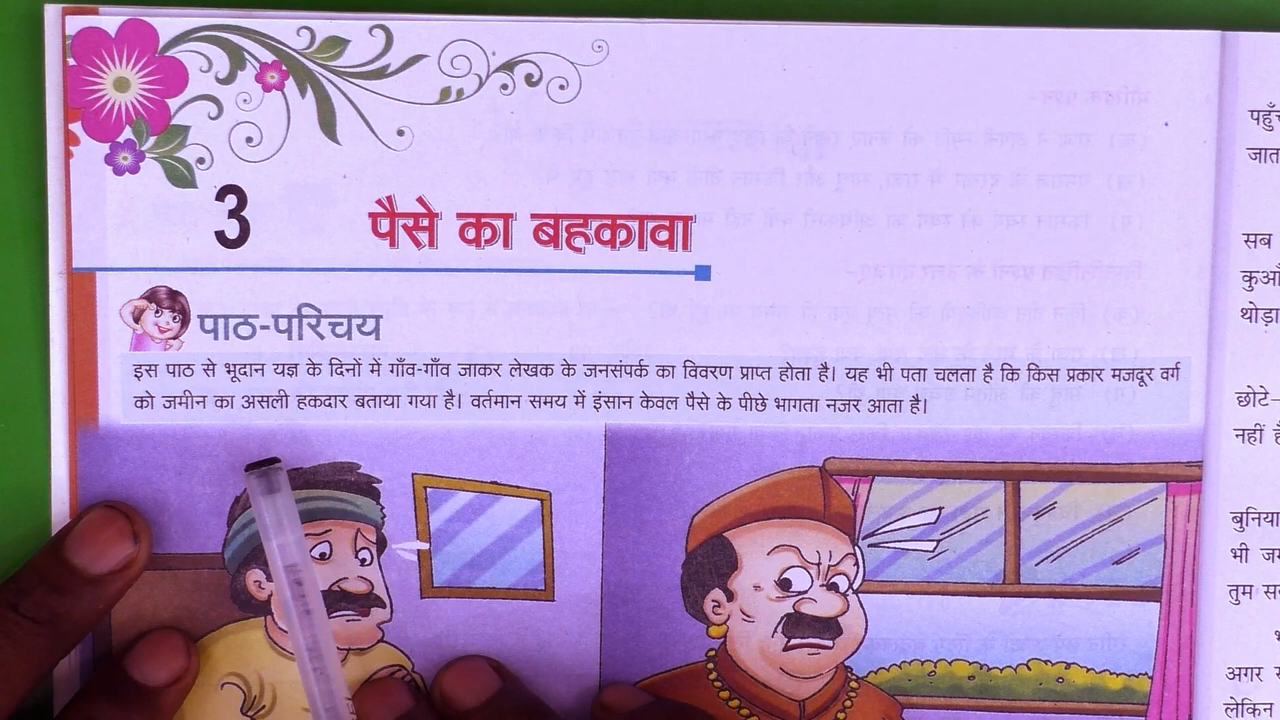 3
पैसे का बहकावा
पाठ-परिचय
इस पाठ से भूदान यज्ञ के दिनों में गाँव-गाँव जाकर लेखक के जनसंपर्क का विवरण प्राप्त होता है। यह भी पता चलता है कि किस प्रकार मजदूर वर्ग
को जमीन का असली हकदार बताया गया है। वर्तमान समय में इंसान केवल पैसे के पीछे भागता नजर आता है।
सब
थोड़ा
छोटे-
नहीं
भी
तुम
अगर
लेकिन